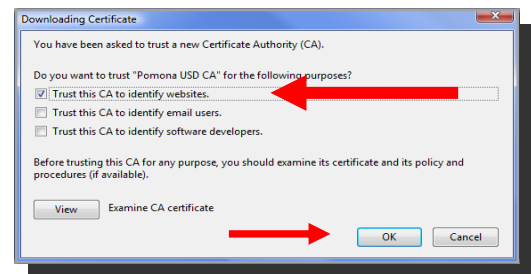 Downloading Certificate
You have been asked to trust a new Certificate Authority (CA).
Do you want to trust "Pomona USD CA" for the following purposes?
Trust this CA to identify websites.
Trust this CA to identify email users.
Trust this CA to identify software developers.
Before trusting this CA for any purpose, you should examine its certificate and its policy and
procedures (if available).
View Examine CA certificate
OK Cancel